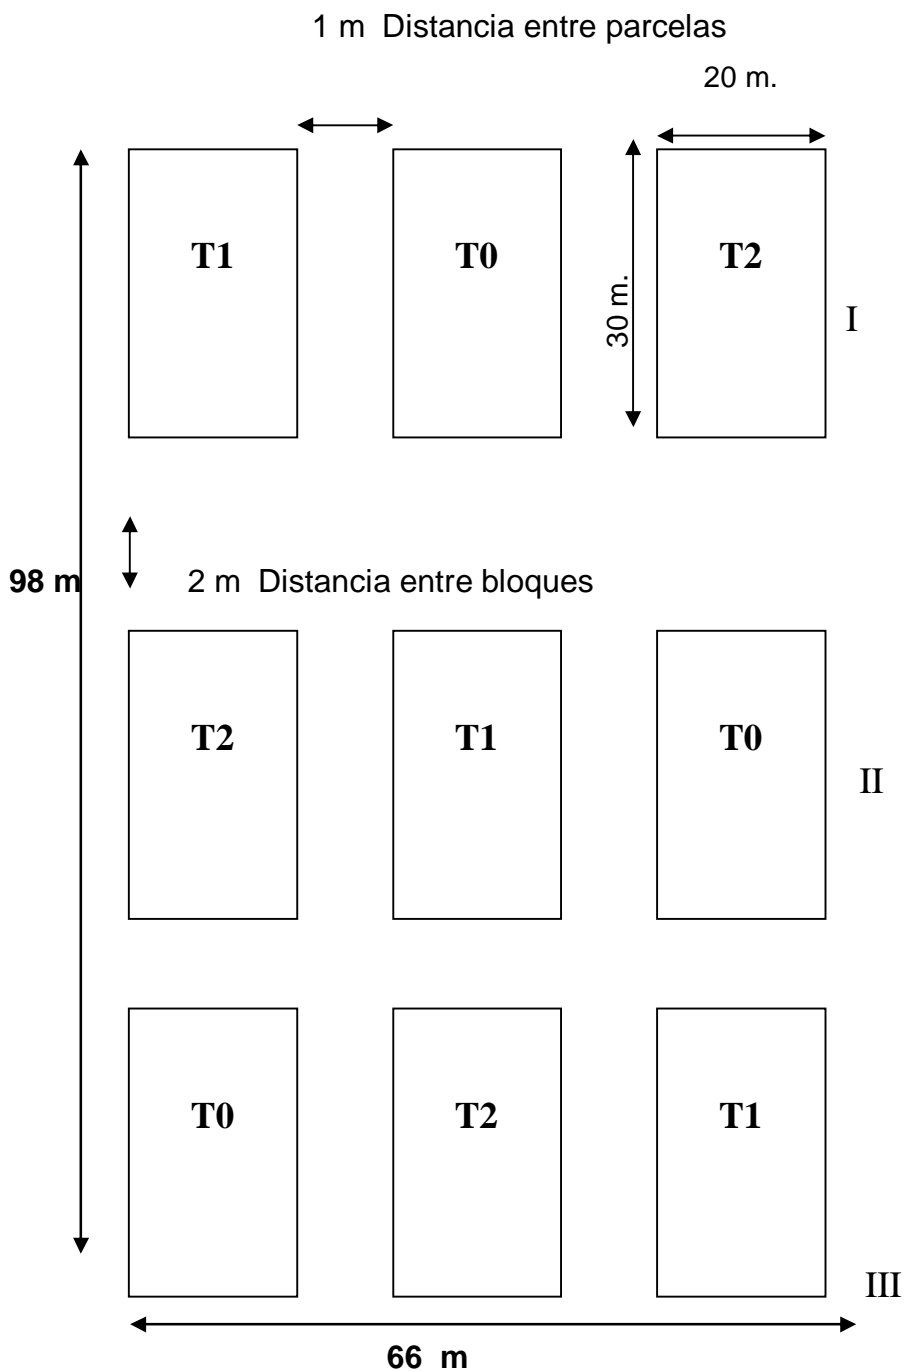 1 m  Distancia entre parcelas
20 m.
T1 T0 T2
30 m.
I
98 m
2 m  Distancia entre bloques
T2 T1 T0
II
T0 T2 T1
III
66  m